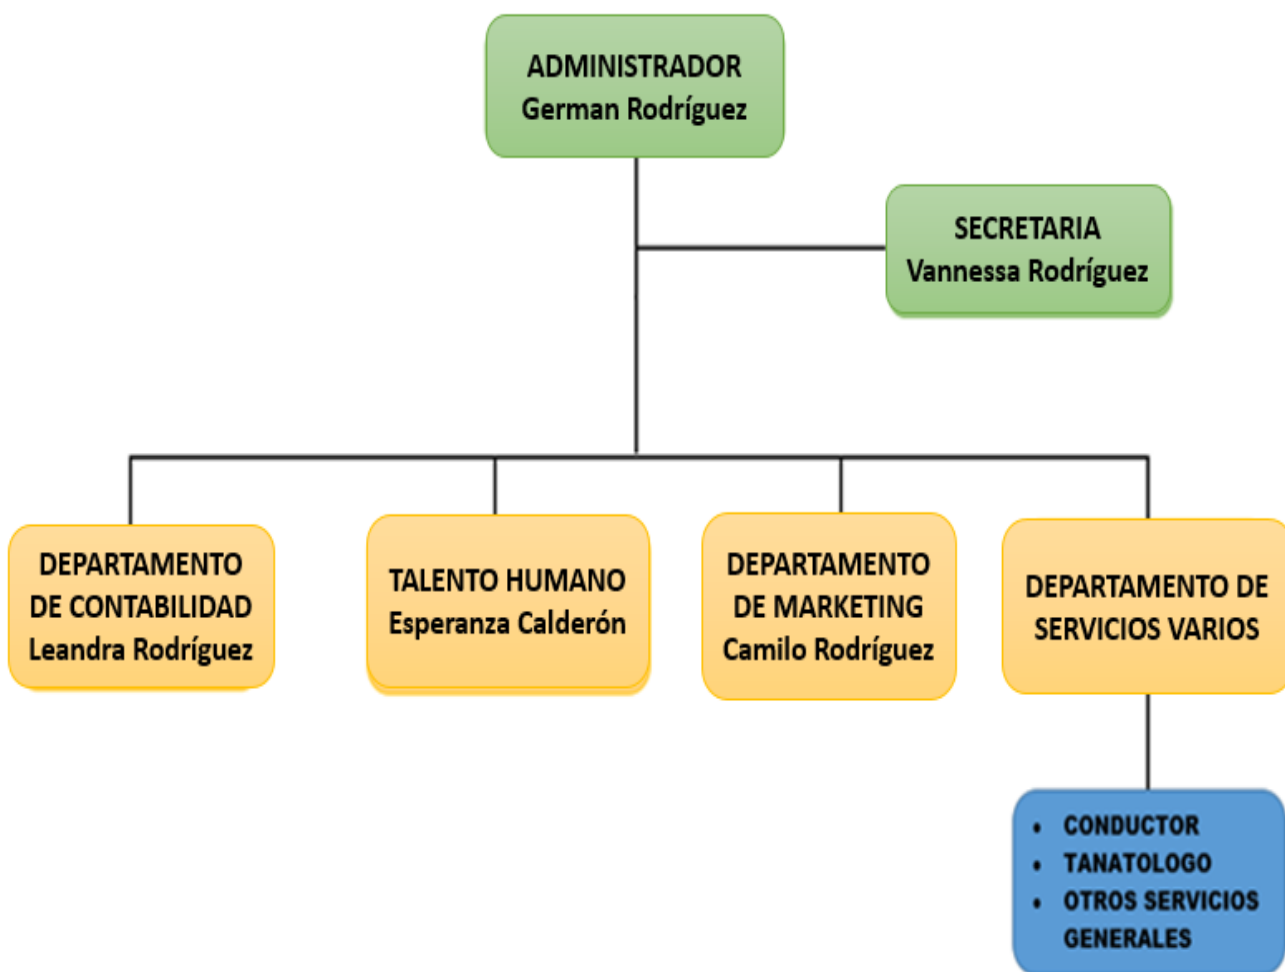 ADMINISTRADOR
German Rodríguez
SECRETARIA
Vannessa Rodríguez
DEPARTAMENTO
DE CONTABILIDAD
Leandra Rodríguez
TALENTO HUMANO
Esperanza Calderón
DEPARTAMENTO
DE MARKETING
Camilo Rodríguez
DEPARTAMENTO DE
SERVICIOS VARIOS
• CONDUCTOR
• TANATOLOGO
• OTROS SERVICIOS
GENERALES